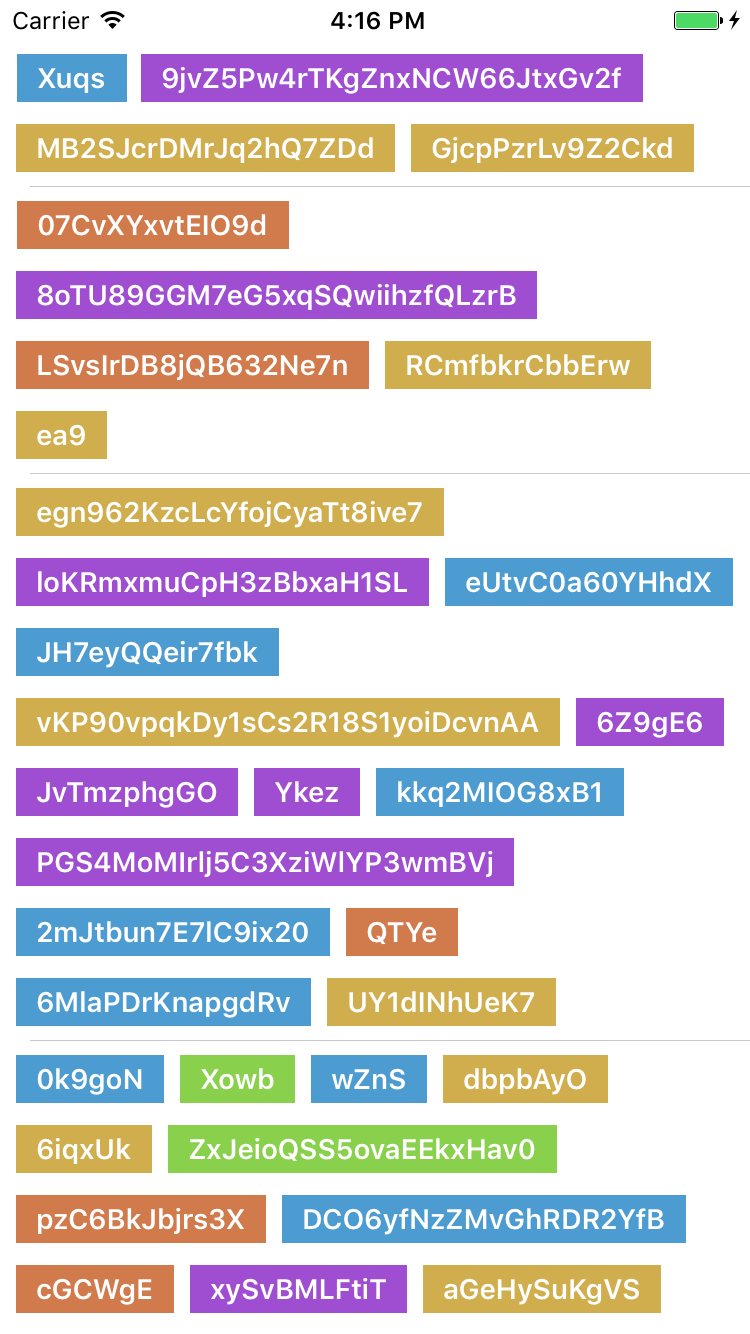 Carrier 4:16 PM
Xuqs 9jvZ5Pw4rTKgZnxNCW66JtxGv2f
MB2SJcrDMrJq2hQ7ZDd GjcpPzrLv9Z2Ckd
07CvXYxvtEIO9d
8oTU89GGM7eG5xqSQwiihzfQLzrB
LSvsIrDB8jQB632Ne7n RCmfbkrCbbErw
ea9
egn962KzcLcYfojCyaTt8ive7
loKRmxmuCpH3zBbxaH1SL eUtvC0a60YHhdX
JH7eyQQeir7fbk
vKP90vpqkDy1sCs2R18S1yoiDcvnAA 6Z9gE6
JvTmzphgGO Ykez kkq2MIOG8xB1
PGS4MoMIrlj5C3XziWlYP3wmBVj
2mJtbun7E7lC9ix20 QTYe
6MlaPDrKnapgdRv UY1dINhUeK7
0k9goN Xowb wZnS dbpbAyO
6iqxUk ZxJeioQSS5ovaEEkxHav0
pzC6BkJbjrs3X DCO6yfNzZMvGhRDR2YfB
cGCWgE xySvBMLFtiT aGeHySuKgVS